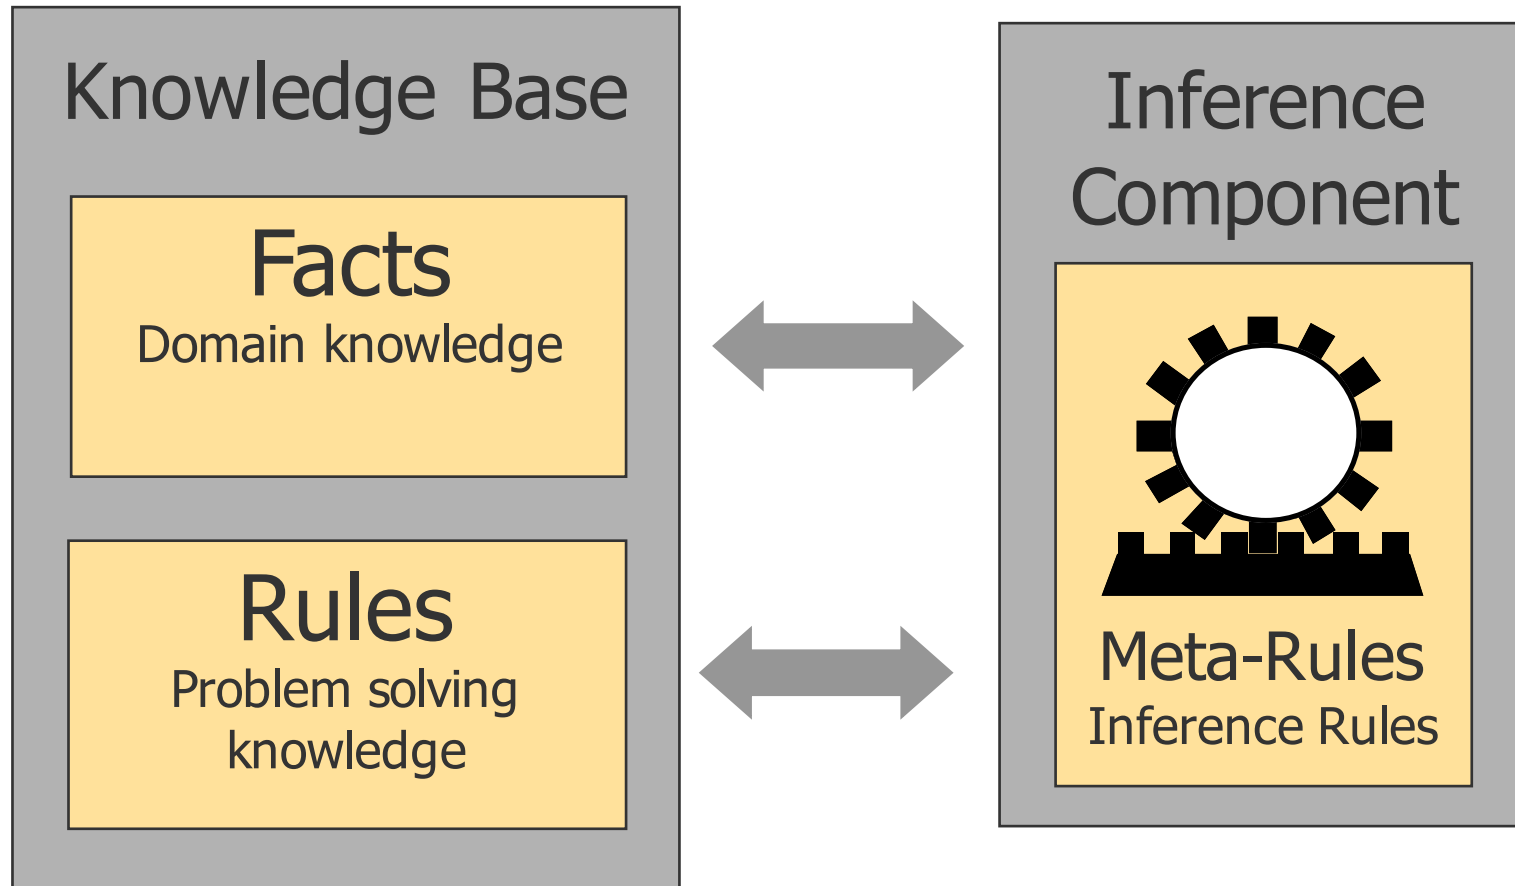 Knowledge Base
Facts
Domain knowledge
Rules
Problem solving
knowledge
Inference
Component
Meta-Rules
Inference Rules